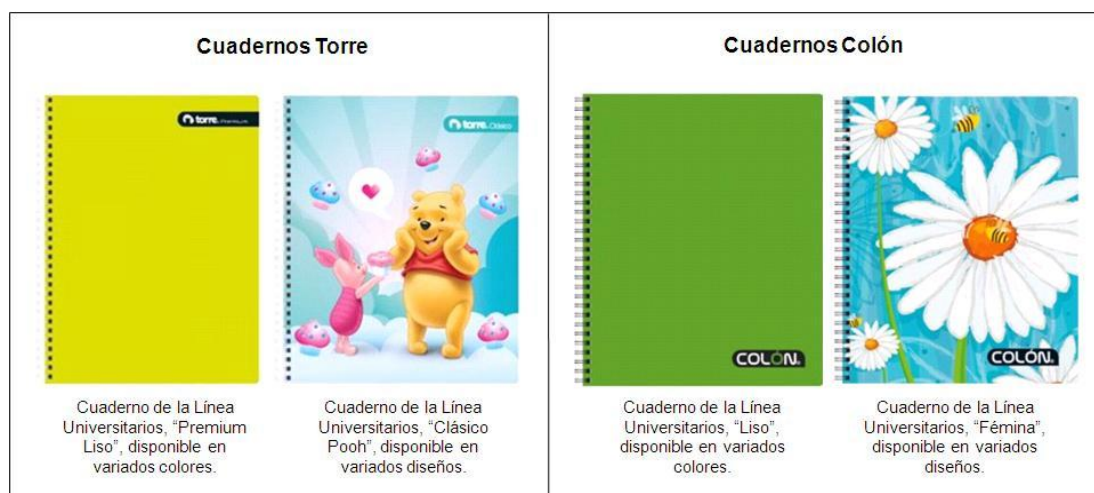 Cuadernos Torre
torre. Premium
torre. Clásico
Cuaderno de la Línea
Universitarios, “Premium
Liso”, disponible en
variados colores.
Cuaderno de la Línea
Universitarios, “Clásico
Pooh”, disponible en
variados diseños.
Cuadernos Colón
COLÓN
COLÓN
Cuaderno de la Línea
Universitarios, “Liso”,
disponible en variados
colores.
Cuaderno de la Línea
Universitarios, “Fémina”,
disponible en variados
diseños.